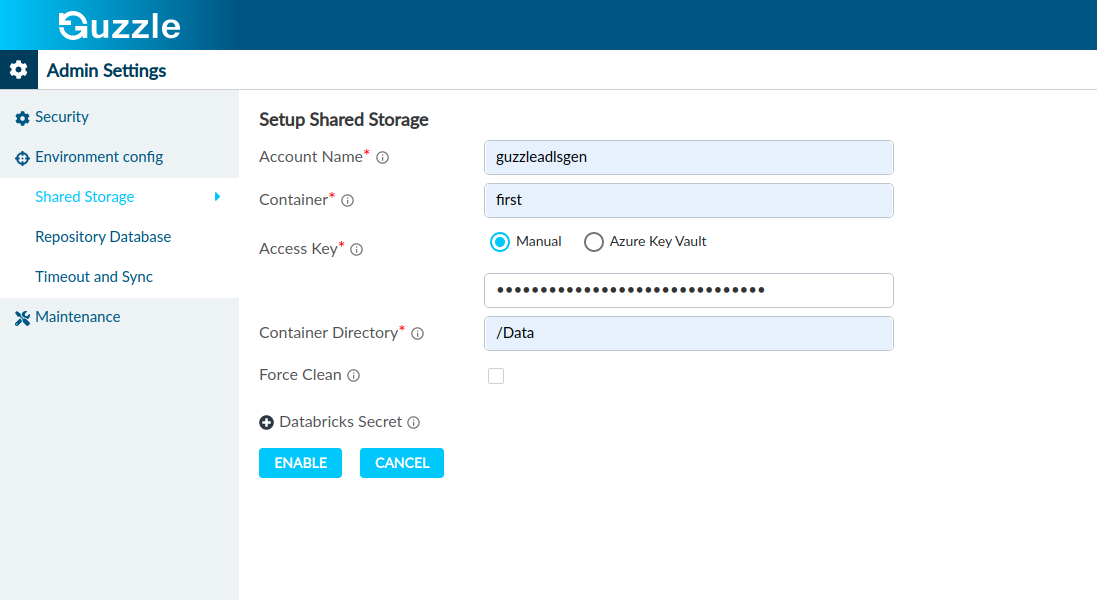 Guzzle
Admin Settings
Security
Environment config
Shared Storage
Repository Database
Timeout and Sync
Maintenance
Setup Shared Storage
Account Name*
guzzleadlsgen
Container*
first
Access Key*
Manual
Azure Key Vault
•••••••••••••••••••••••••••••••
Container Directory*
/Data
Force Clean
Databricks Secret
ENABLE
CANCEL